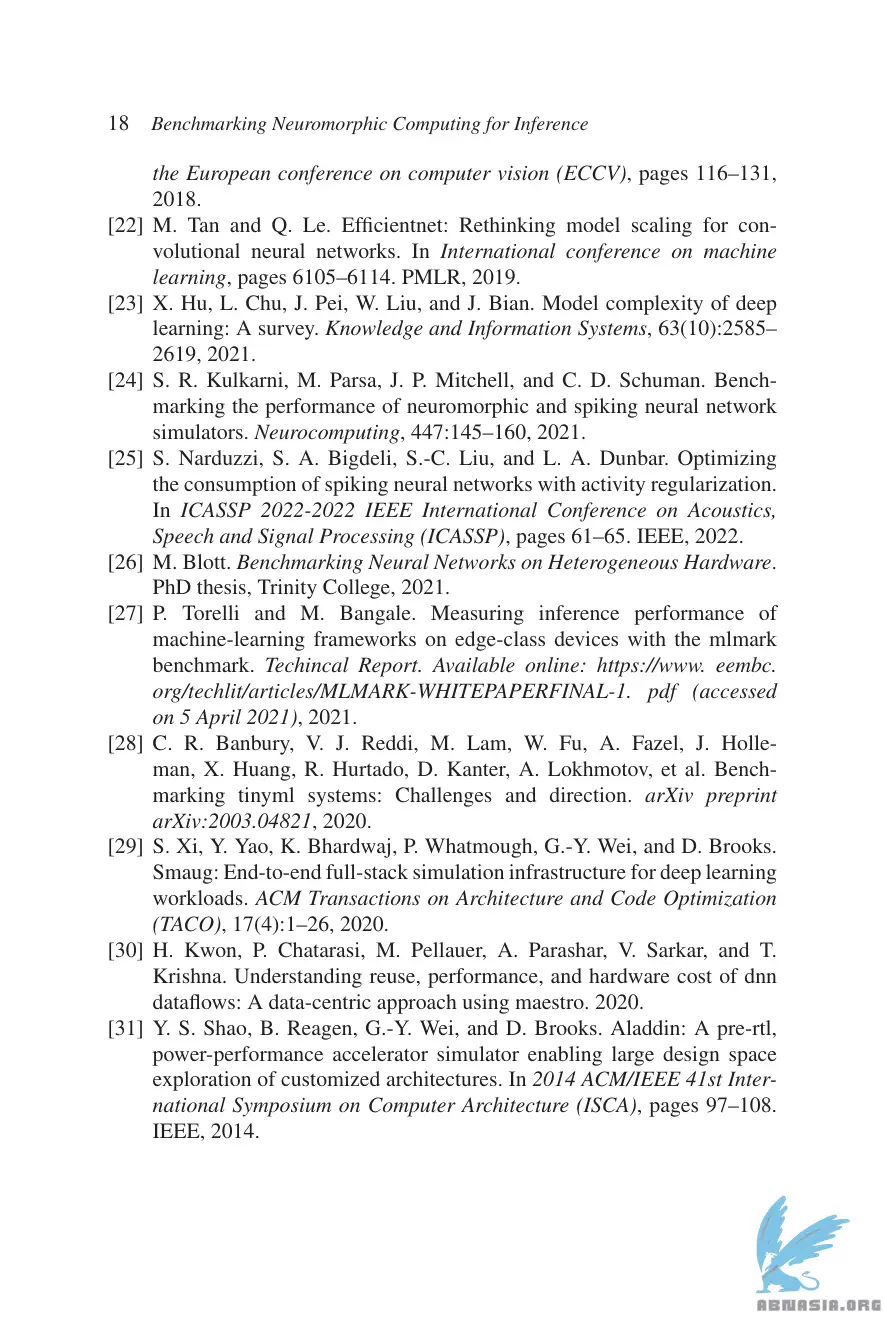 18 Benchmarking Neuromorphic Computing for Inference
the European conference on computer vision (ECCV), pages 116–131,
2018.
[22] M. Tan and Q. Le. Efficientnet: Rethinking model scaling for con-
volutional neural networks. In International conference on machine
learning, pages 6105–6114. PMLR, 2019.
[23] X. Hu, L. Chu, J. Pei, W. Liu, and J. Bian. Model complexity of deep
learning: A survey. Knowledge and Information Systems, 63(10):2585–
2619, 2021.
[24] S. R. Kulkarni, M. Parsa, J. P. Mitchell, and C. D. Schuman. Bench-
marking the performance of neuromorphic and spiking neural network
simulators. Neurocomputing, 447:145–160, 2021.
[25] S. Narduzzi, S. A. Bigdeli, S.-C. Liu, and L. A. Dunbar. Optimizing
the consumption of spiking neural networks with activity regularization.
In ICASSP 2022-2022 IEEE International Conference on Acoustics,
Speech and Signal Processing (ICASSP), pages 61–65. IEEE, 2022.
[26] M. Blott. Benchmarking Neural Networks on Heterogeneous Hardware.
PhD thesis, Trinity College, 2021.
[27] P. Torelli and M. Bangale. Measuring inference performance of
machine-learning frameworks on edge-class devices with the mlmark
benchmark. Techincal Report. Available online: https://www. eembc.
org/techlit/articles/MLMARK-WHITEPAPERFINAL-1. pdf (accessed
on 5 April 2021), 2021.
[28] C. R. Banbury, V. J. Reddi, M. Lam, W. Fu, A. Fazel, J. Holle-
man, X. Huang, R. Hurtado, D. Kanter, A. Lokhmotov, et al. Bench-
marking tinyml systems: Challenges and direction. arXiv preprint
arXiv:2003.04821, 2020.
[29] S. Xi, Y. Yao, K. Bhardwaj, P. Whatmough, G.-Y. Wei, and D. Brooks.
Smaug: End-to-end full-stack simulation infrastructure for deep learning
workloads. ACM Transactions on Architecture and Code Optimization
(TACO), 17(4):1–26, 2020.
[30] H. Kwon, P. Chatarasi, M. Pellauer, A. Parashar, V. Sarkar, and T.
Krishna. Understanding reuse, performance, and hardware cost of dnn
dataflows: A data-centric approach using maestro. 2020.
[31] Y. S. Shao, B. Reagen, G.-Y. Wei, and D. Brooks. Aladdin: A pre-rtl,
power-performance accelerator simulator enabling large design space
exploration of customized architectures. In 2014 ACM/IEEE 41st Inter-
national Symposium on Computer Architecture (ISCA), pages 97–108.
IEEE, 2014.
ABNASIA.ORG